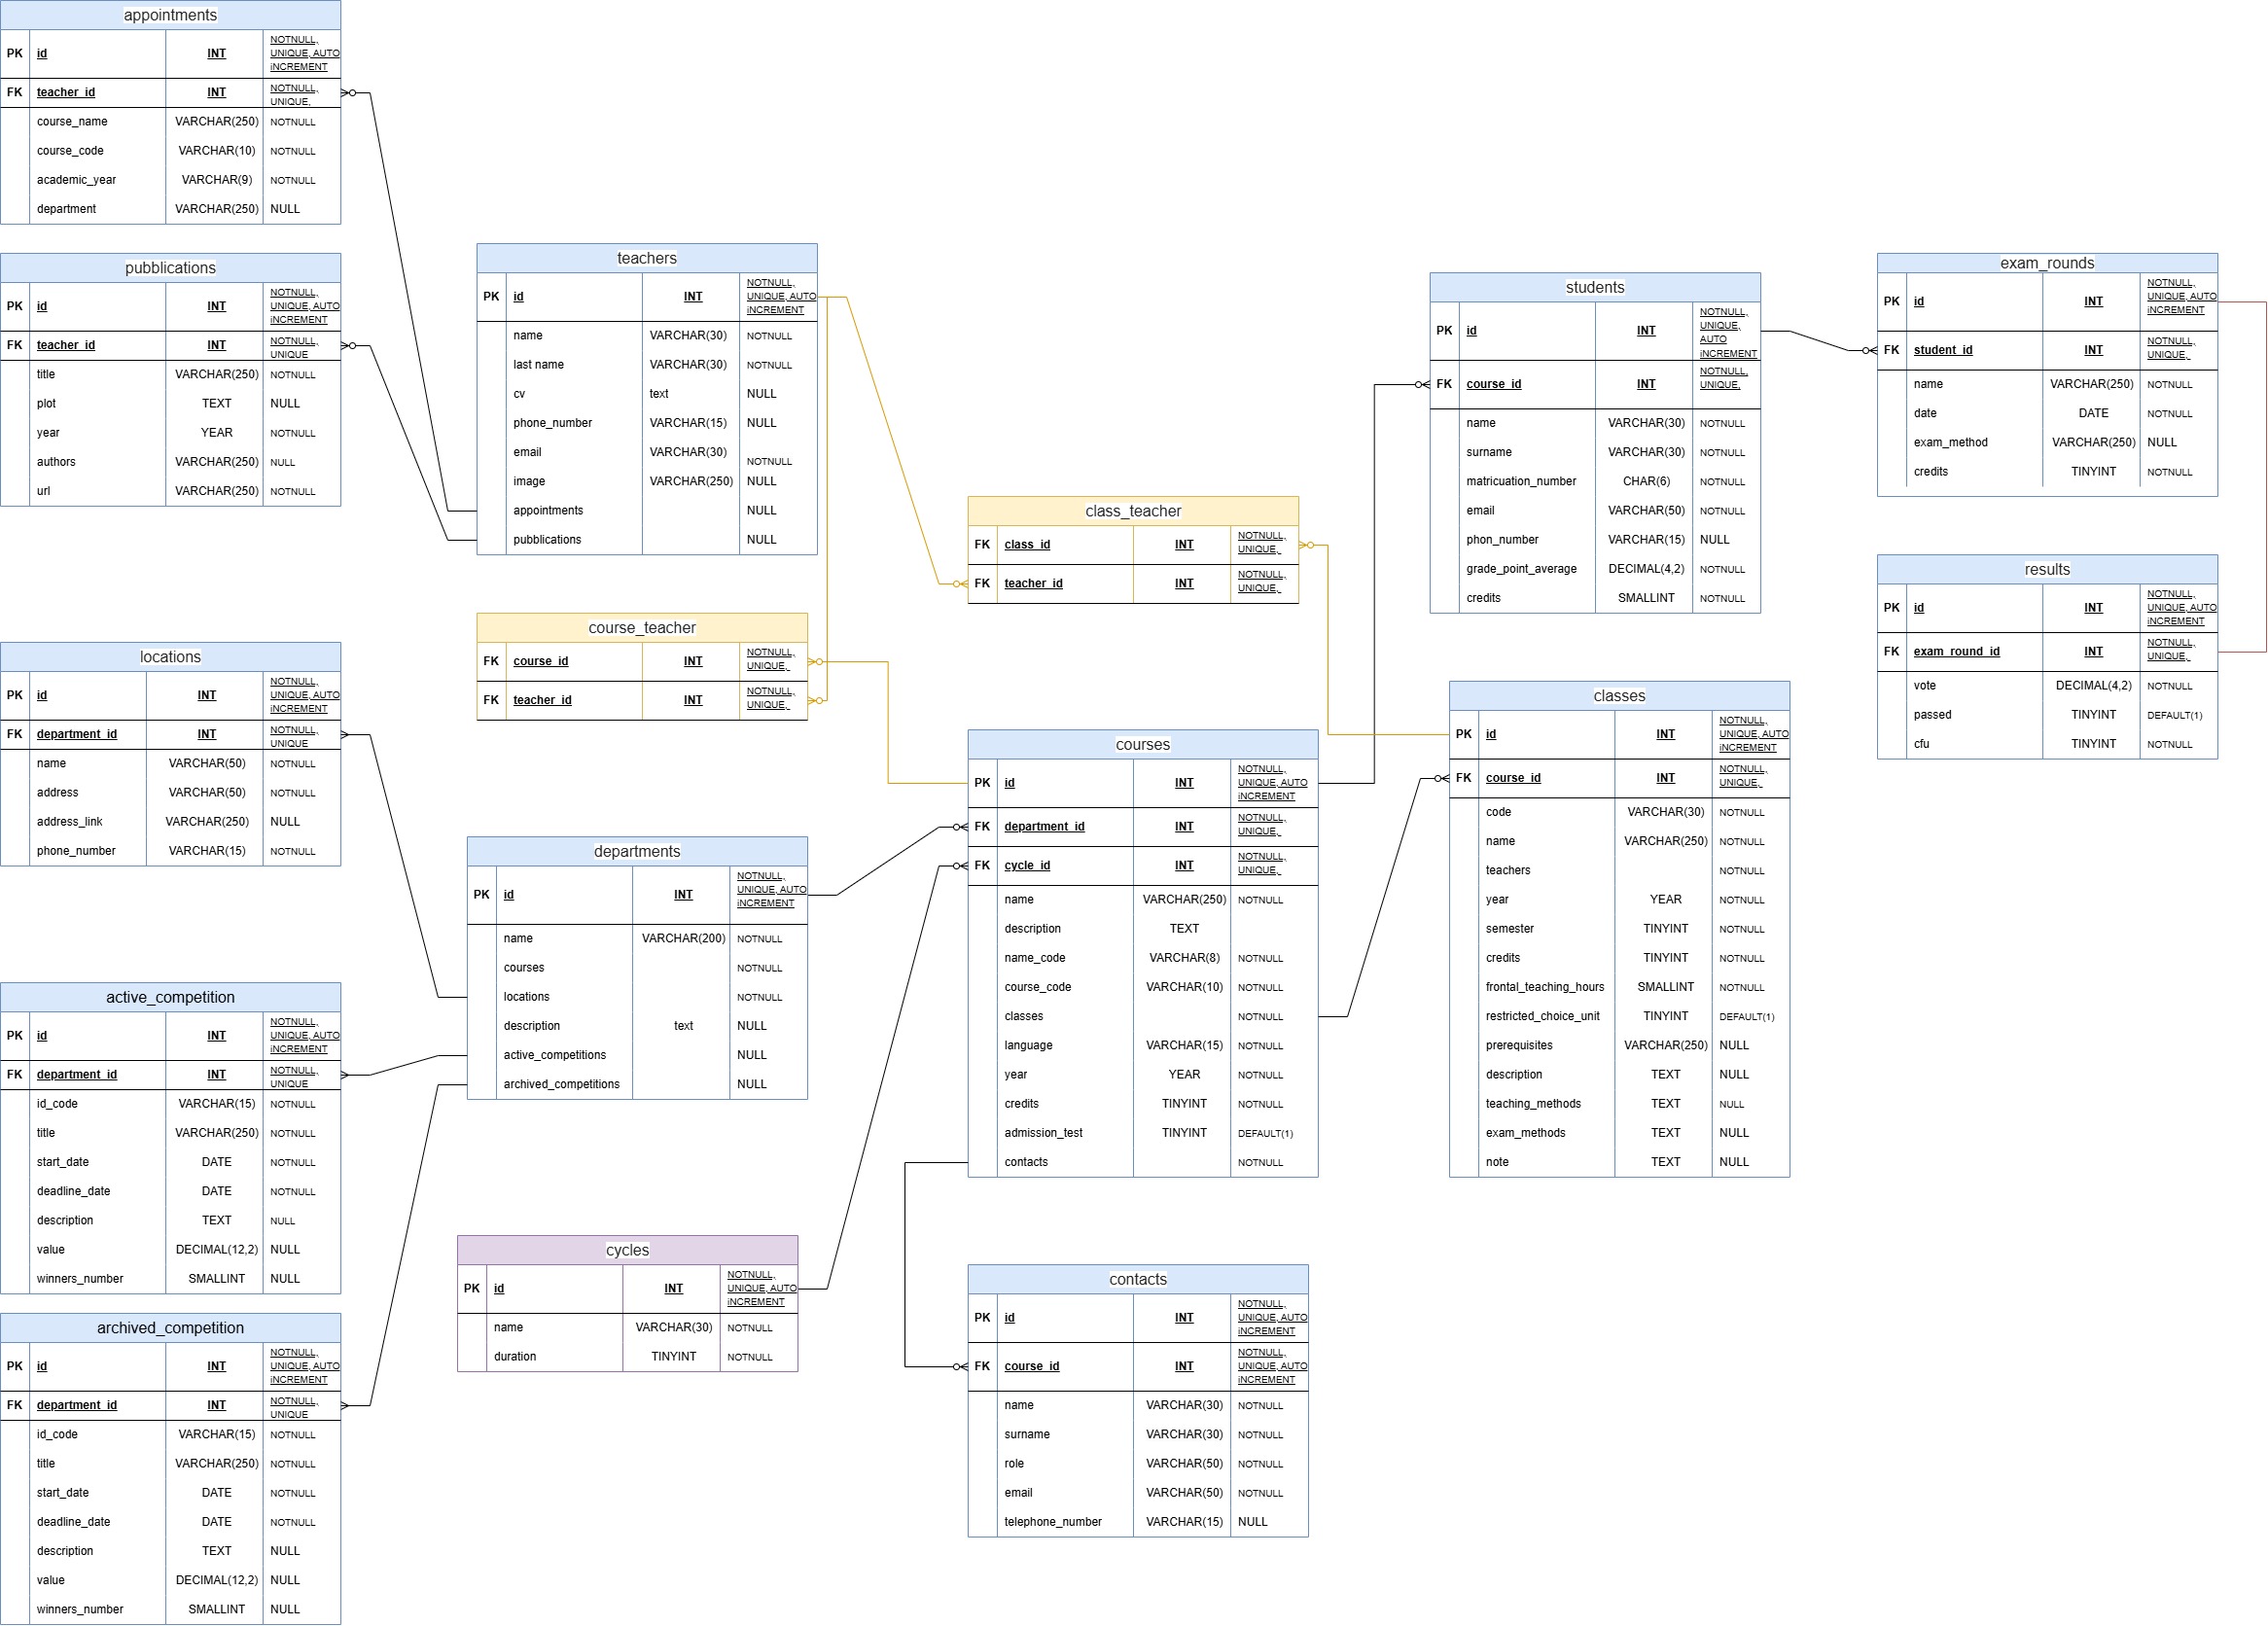 appointments
PK id INT NOTNULL, UNIQUE, AUTO iNCREMENT
FK teacher_id INT NOTNULL, UNIQUE,
course_name VARCHAR(250) NOTNULL
course_code VARCHAR(10) NOTNULL
academic_year VARCHAR(9) NOTNULL
department VARCHAR(250) NULL
pubblications
PK id INT NOTNULL, UNIQUE, AUTO iNCREMENT
FK teacher_id INT NOTNULL, UNIQUE
title VARCHAR(250) NOTNULL
plot TEXT NULL
year YEAR NOTNULL
authors VARCHAR(250) NULL
url VARCHAR(250) NOTNULL
teachers
PK id INT NOTNULL, UNIQUE, AUTO iNCREMENT
name VARCHAR(30) NOTNULL
last name VARCHAR(30) NOTNULL
cv text NULL
phone_number VARCHAR(15) NULL
email VARCHAR(30) NOTNULL
image VARCHAR(250) NULL
appointments NULL
pubblications NULL
students
PK id INT NOTNULL, UNIQUE, AUTO iNCREMENT
FK course_id INT NOTNULL, UNIQUE,
name VARCHAR(30) NOTNULL
surname VARCHAR(30) NOTNULL
matricuation_number CHAR(6) NOTNULL
email VARCHAR(50) NOTNULL
phon_number VARCHAR(15) NULL
grade_point_average DECIMAL(4,2) NOTNULL
credits SMALLINT NOTNULL
exam_rounds
PK id INT NOTNULL, UNIQUE, AUTO iNCREMENT
FK student_id INT NOTNULL, UNIQUE,
name VARCHAR(250) NOTNULL
date DATE NOTNULL
exam_method VARCHAR(250) NULL
credits TINYINT NOTNULL
class_teacher
FK class_id INT NOTNULL, UNIQUE,
FK teacher_id INT NOTNULL, UNIQUE,
results
PK id INT NOTNULL, UNIQUE, AUTO iNCREMENT
FK exam_round_id INT NOTNULL, UNIQUE,
vote DECIMAL(4,2) NOTNULL
passed TINYINT DEFAULT(1)
cfu TINYINT NOTNULL
course_teacher
FK course_id INT NOTNULL, UNIQUE,
FK teacher_id INT NOTNULL, UNIQUE,
locations
PK id INT NOTNULL, UNIQUE, AUTO iNCREMENT
FK department_id INT NOTNULL, UNIQUE
name VARCHAR(50) NOTNULL
address VARCHAR(50) NOTNULL
address_link VARCHAR(250) NULL
phone_number VARCHAR(15) NOTNULL
classes
PK id INT NOTNULL, UNIQUE, AUTO iNCREMENT
FK course_id INT NOTNULL, UNIQUE,
code VARCHAR(30) NOTNULL
name VARCHAR(250) NOTNULL
teachers NOTNULL
year YEAR NOTNULL
semester TINYINT NOTNULL
credits TINYINT NOTNULL
frontal_teaching_hours SMALLINT NOTNULL
restricted_choice_unit TINYINT DEFAULT(1)
prerequisites VARCHAR(250) NULL
description TEXT NULL
teaching_methods TEXT NULL
exam_methods TEXT NULL
note TEXT NULL
courses
PK id INT NOTNULL, UNIQUE, AUTO iNCREMENT
FK department_id INT NOTNULL, UNIQUE,
FK cycle_id INT NOTNULL, UNIQUE,
name VARCHAR(250) NOTNULL
description TEXT
name_code VARCHAR(8) NOTNULL
course_code VARCHAR(10) NOTNULL
classes NOTNULL
language VARCHAR(15) NOTNULL
year YEAR NOTNULL
credits TINYINT NOTNULL
admission_test TINYINT DEFAULT(1)
contacts NOTNULL
departments
PK id INT NOTNULL, UNIQUE, AUTO iNCREMENT
name VARCHAR(200) NOTNULL
courses NOTNULL
locations NOTNULL
description text NULL
active_competitions NULL
archived_competitions NULL
active_competition
PK id INT NOTNULL, UNIQUE, AUTO iNCREMENT
FK department_id INT NOTNULL, UNIQUE
id_code VARCHAR(15) NOTNULL
title VARCHAR(250) NOTNULL
start_date DATE NOTNULL
deadline_date DATE NOTNULL
description TEXT NULL
value DECIMAL(12,2) NULL
winners_number SMALLINT NULL
cycles
PK id INT NOTNULL, UNIQUE, AUTO iNCREMENT
name VARCHAR(30) NOTNULL
duration TINYINT NOTNULL
contacts
PK id INT NOTNULL, UNIQUE, AUTO iNCREMENT
FK course_id INT NOTNULL, UNIQUE, AUTO iNCREMENT
name VARCHAR(30) NOTNULL
surname VARCHAR(30) NOTNULL
role VARCHAR(50) NOTNULL
email VARCHAR(50) NOTNULL
telephone_number VARCHAR(15) NULL
archived_competition
PK id INT NOTNULL, UNIQUE, AUTO iNCREMENT
FK department_id INT NOTNULL, UNIQUE
id_code VARCHAR(15) NOTNULL
title VARCHAR(250) NOTNULL
start_date DATE NOTNULL
deadline_date DATE NOTNULL
description TEXT NULL
value DECIMAL(12,2) NULL
winners_number SMALLINT NULL